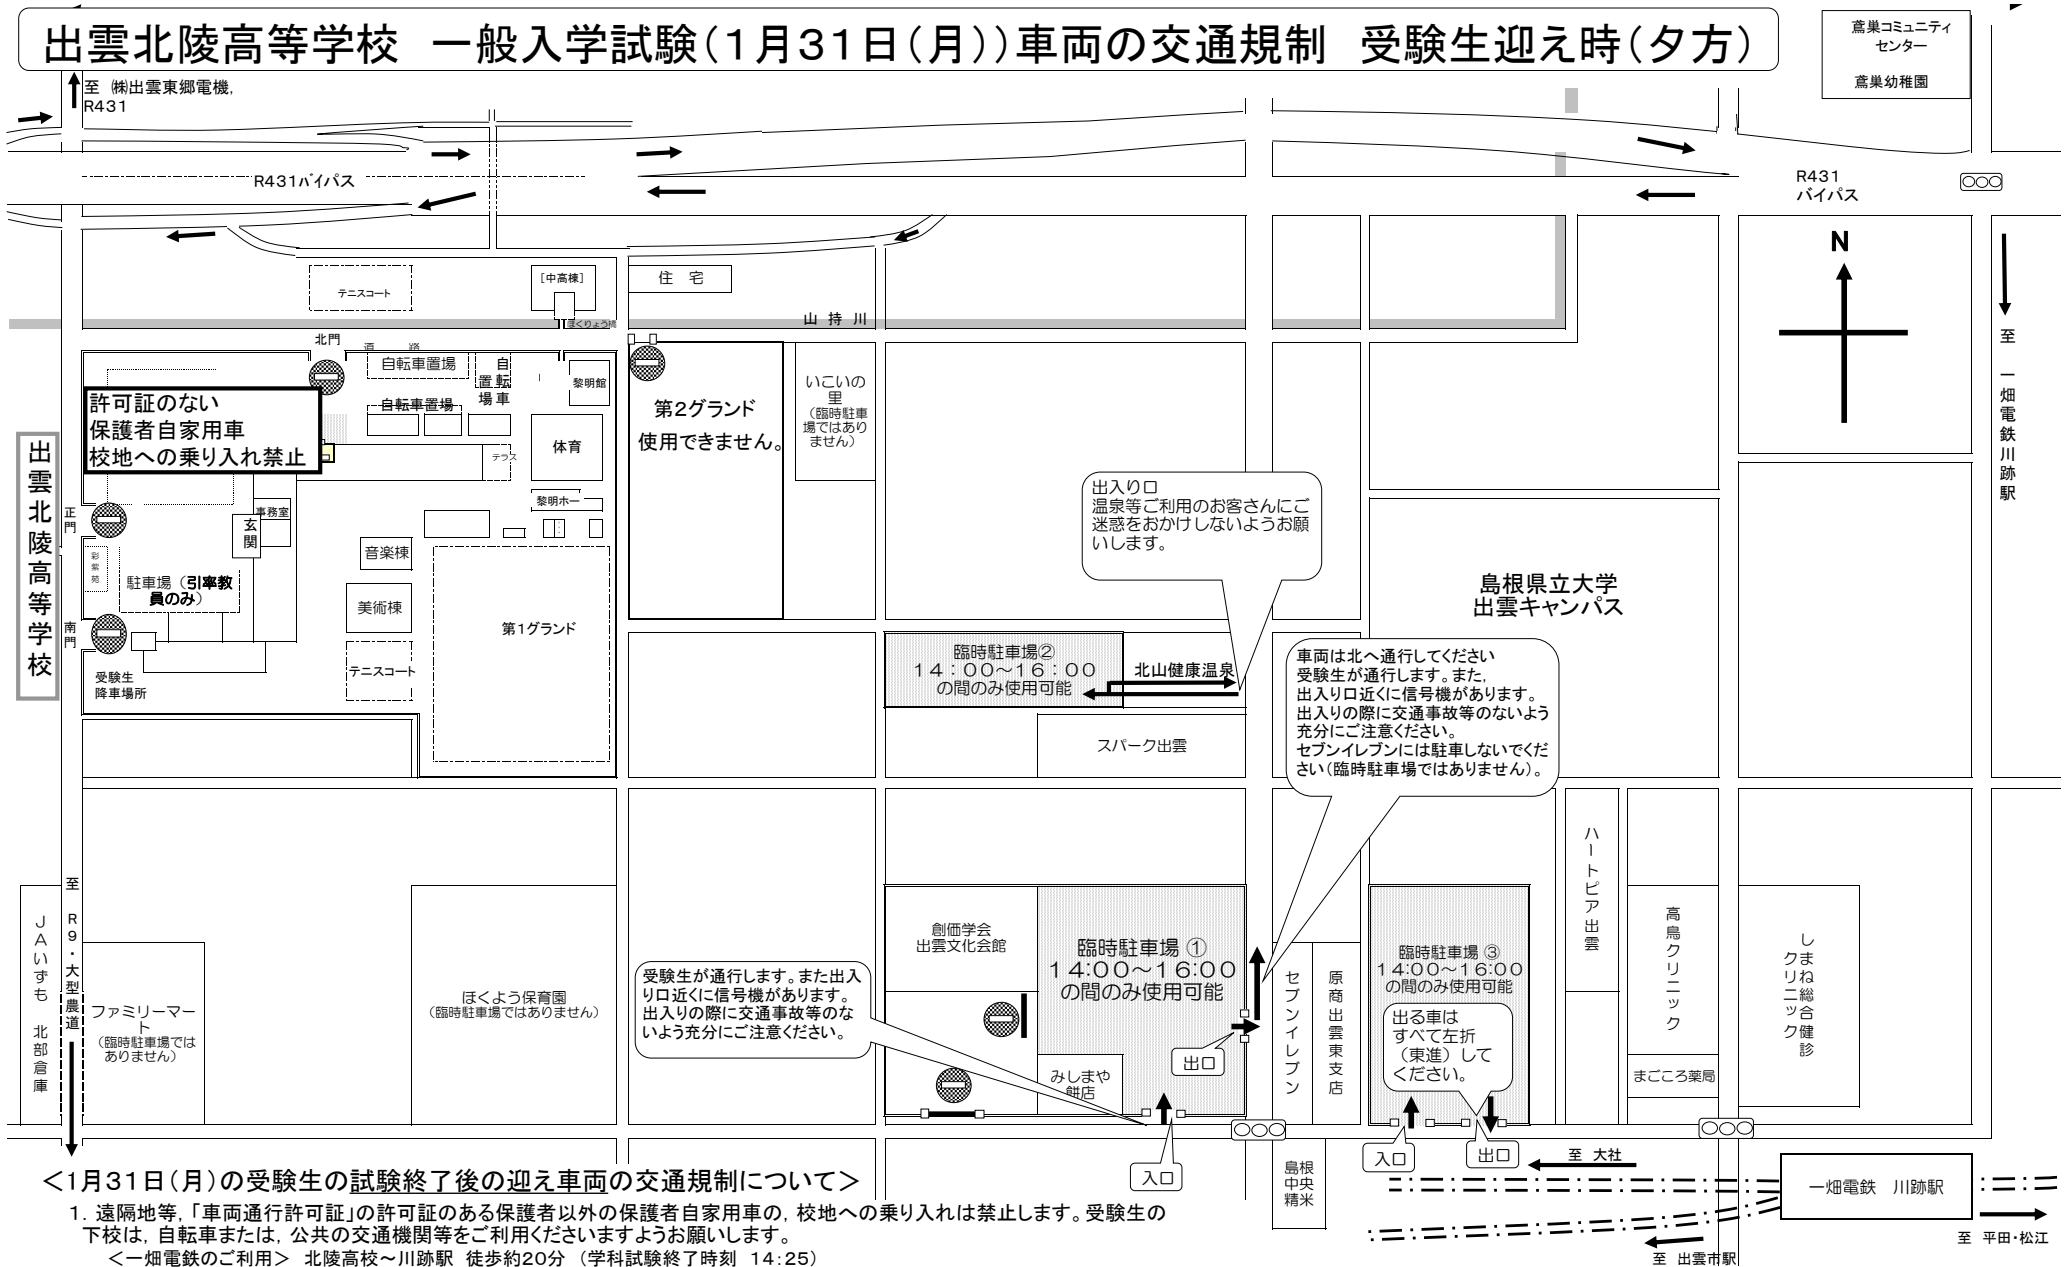 出雲北陵高等学校　一般入学試験（１月３１日（月））車両の交通規制　受験生迎え時（夕方）
鳶巣コミュニティ
センター
鳶巣幼稚園
至　㈱出雲東郷電機,
R431
R431バイパス
R431
バイパス
N
至　一畑電鉄川跡駅
テニスコート
［中高棟］
住　宅
ほくりょう橋
山　持　川
北門
道　路
自転車置場
自転車置場
自転車置場
黎明館
許可証のない
保護者自家用車
校地への乗り入れ禁止
テラス
体育
第２グランド
使用できません。
いこいの
里
（臨時駐車
場ではあり
ません）
出雲北陵高等学校
正門
事務室
玄関
黎明ホー
彩紫苑
駐車場（引率教
員のみ）
音楽棟
美術棟
第１グランド
南門
テニスコート
受験生
降車場所
出入り口
温泉等ご利用のお客さんにご
迷惑をおかけしないようお願
いします。
島根県立大学
出雲キャンパス
臨時駐車場②
１４：００～１６：００
の間のみ使用可能
北山健康温泉
スパーク出雲
車両は北へ通行してください
受験生が通行します。また,
出入り口近くに信号機があります。
出入りの際に交通事故等のないよう
充分にご注意ください。
セブンイレブンには駐車しないでくだ
さい（臨時駐車場ではありません）。
至　R９・大型農道
ＪＡいずも　北部倉庫
ファミリーマー
ト
（臨時駐車場では
ありません）
ほくよう保育園
（臨時駐車場ではありません）
受験生が通行します。また出入
り口近くに信号機があります。
出入りの際に交通事故等のな
いよう充分にご注意ください。
創価学会
出雲文化会館
臨時駐車場 ①
１４:００～１６:００
の間のみ使用可能
出口
みしまや
餅店
入口
セブンイレブン
原商出雲東支店
臨時駐車場 ③
１４:００～１６:００
の間のみ使用可能
出る車は
すべて左折
（東進）して
ください。
入口
出口
ハートピア出雲
高島クリニック
まごころ薬局
しまね総合健診
クリニック
島根
中央
精米
至　大社
一畑電鉄　川跡駅
至　平田・松江
至　出雲市駅
＜１月３１日（月）の受験生の試験終了後の迎え車両の交通規制について＞
１．遠隔地等,「車両通行許可証」の許可証のある保護者以外の保護者自家用車の, 校地への乗り入れは禁止します。受験生の
下校は, 自転車または, 公共の交通機関等をご利用くださいますようお願いします。
＜一畑電鉄のご利用＞　北陵高校～川跡駅　徒歩約20分　（学科試験終了時刻　14:25）